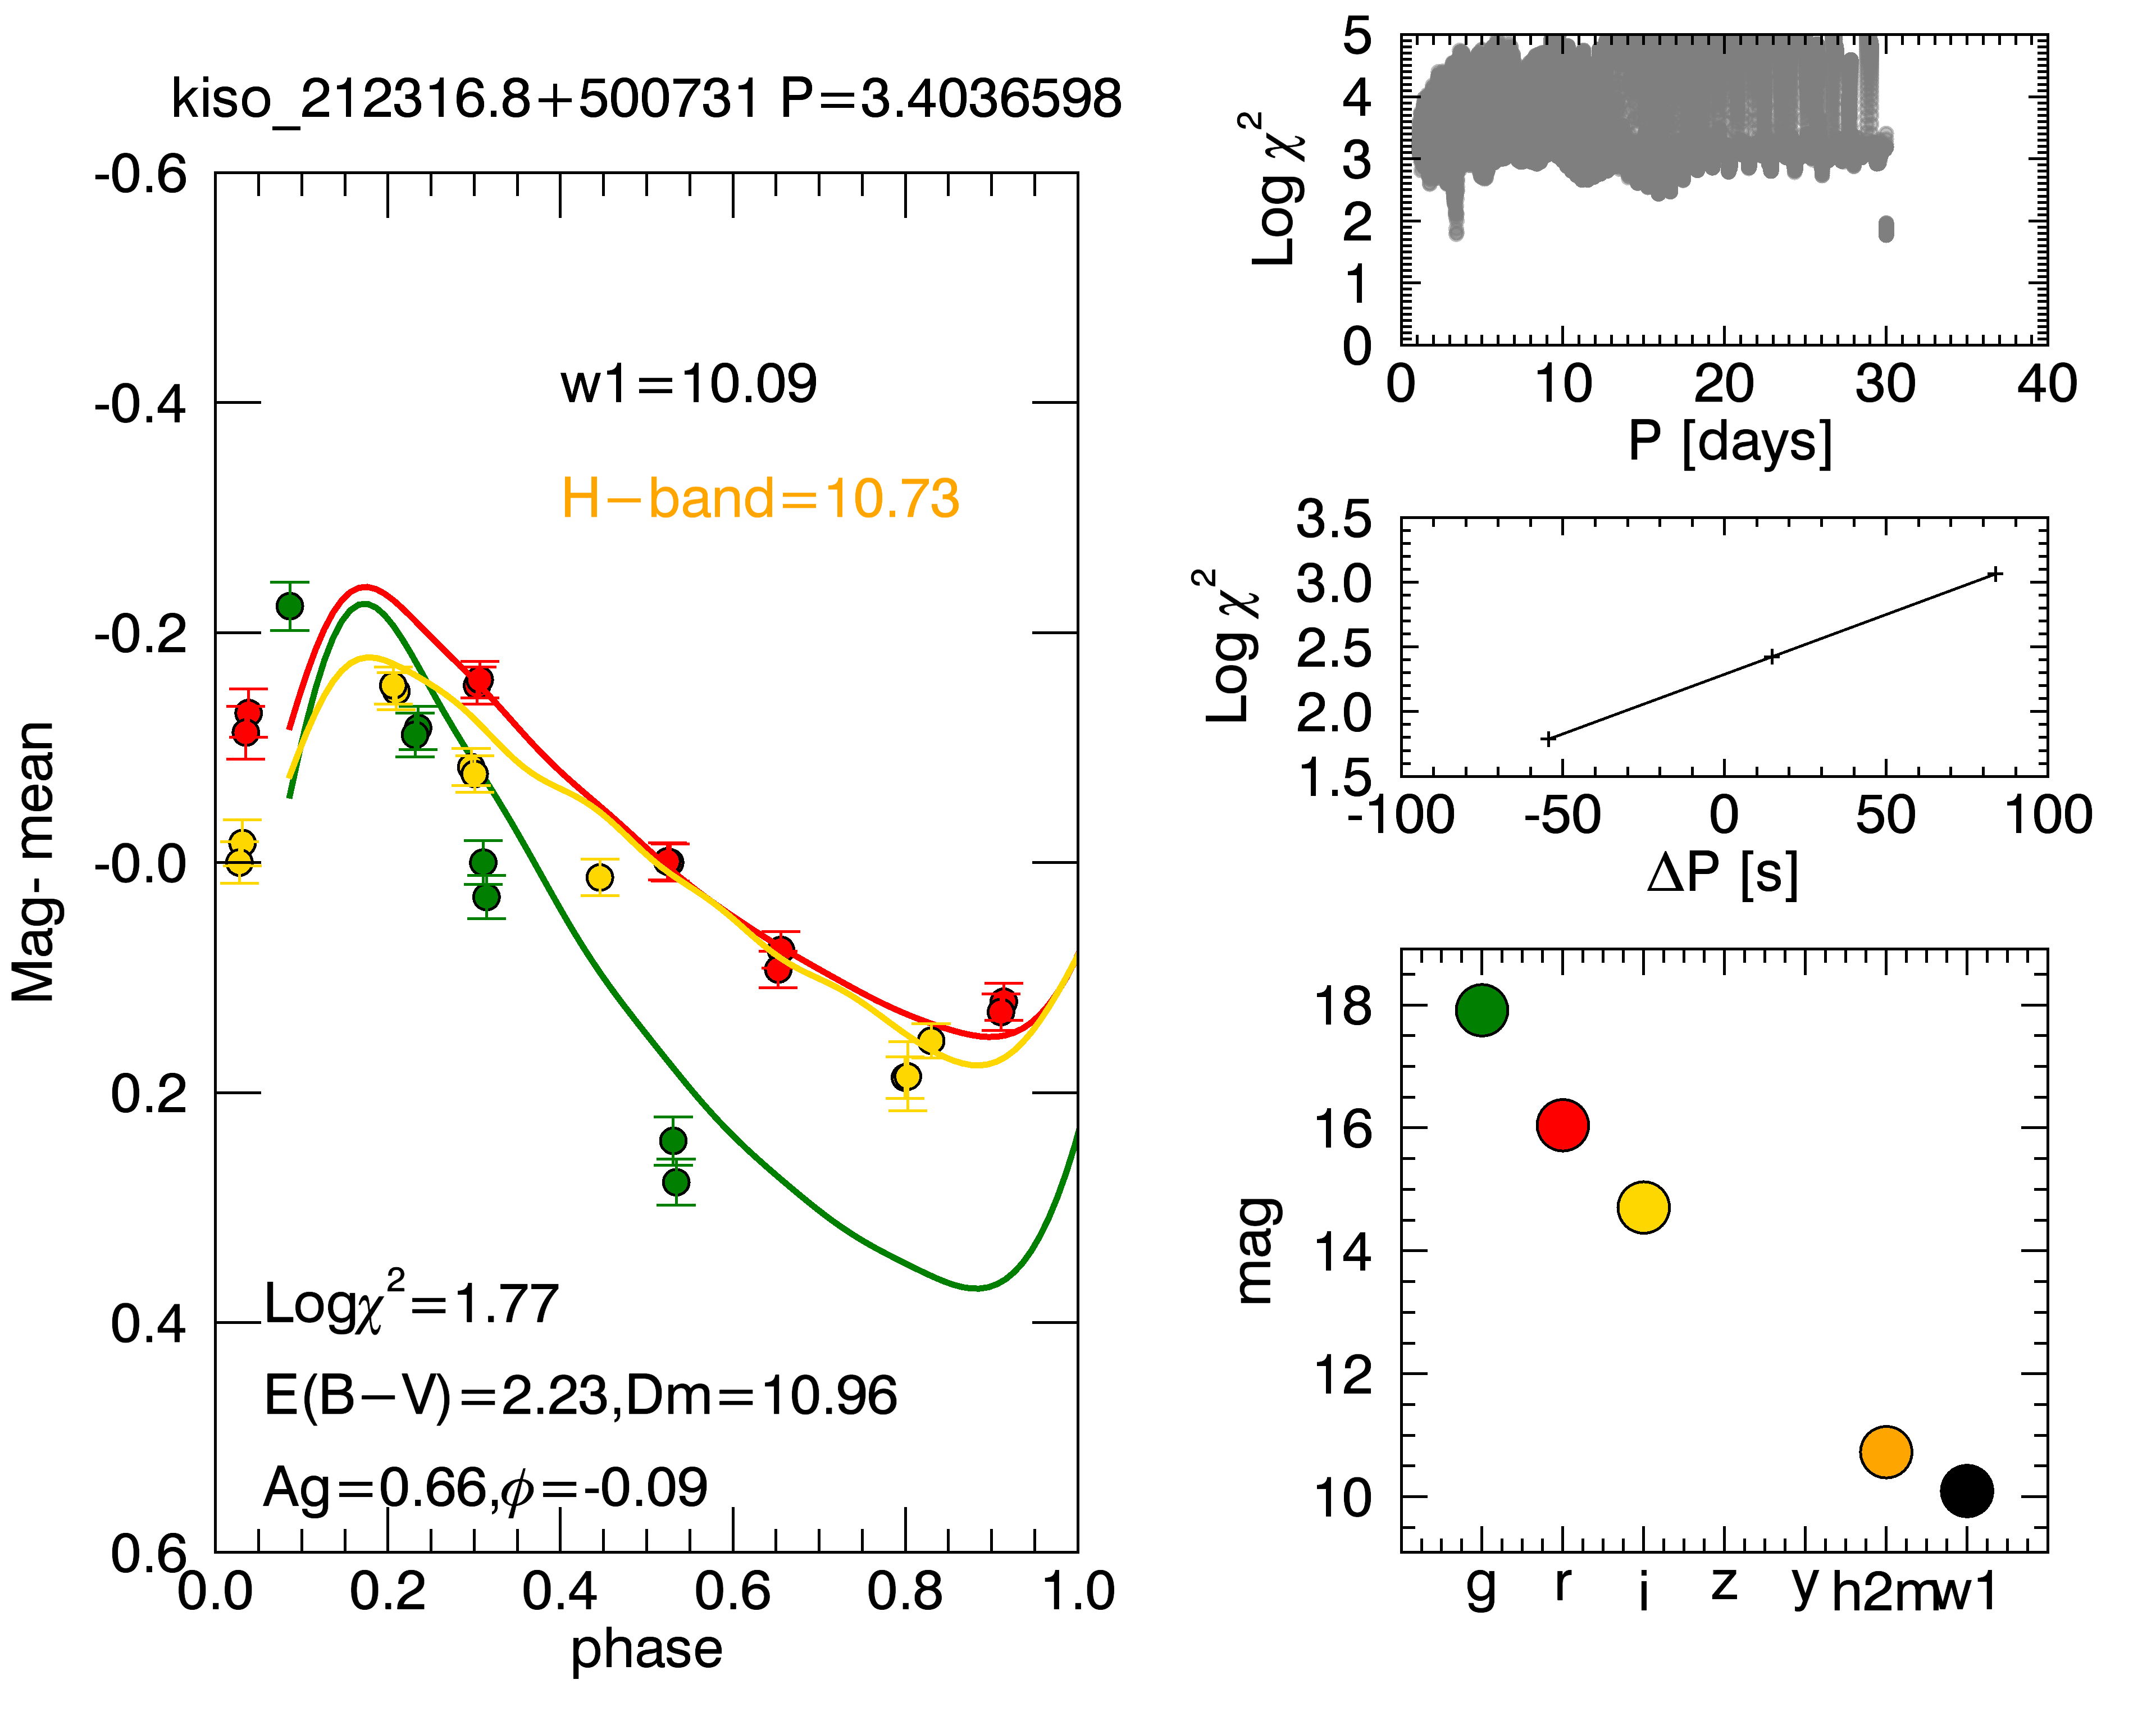 kiso_212316.8+500731 P=3.4036598
-0.6
-0.4
-0.2
-0.0
0.2
0.4
0.6
Mag- mean
w1=10.09
H-band=10.73
Logχ²=1.77
E(B-V)=2.23,Dm=10.96
Ag=0.66,ϕ=-0.09
0.0 0.2 0.4 0.6 0.8 1.0
phase
5
4
3
2
1
0
Log χ²
0 10 20 30 40
P [days]
3.5
3.0
2.5
2.0
1.5
Log χ²
-100 -50 0 50 100
ΔP [s]
18
16
14
12
10
mag
g r i z y h2m w1